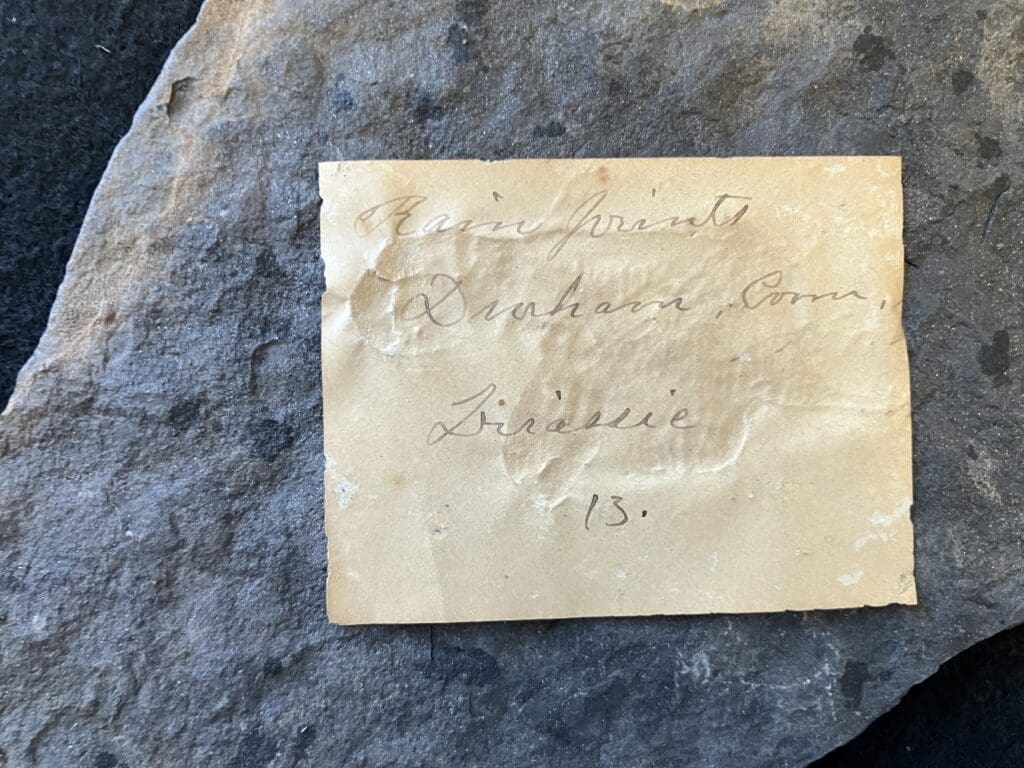 Rain prints
Durham, Conn.
Triassic
13.